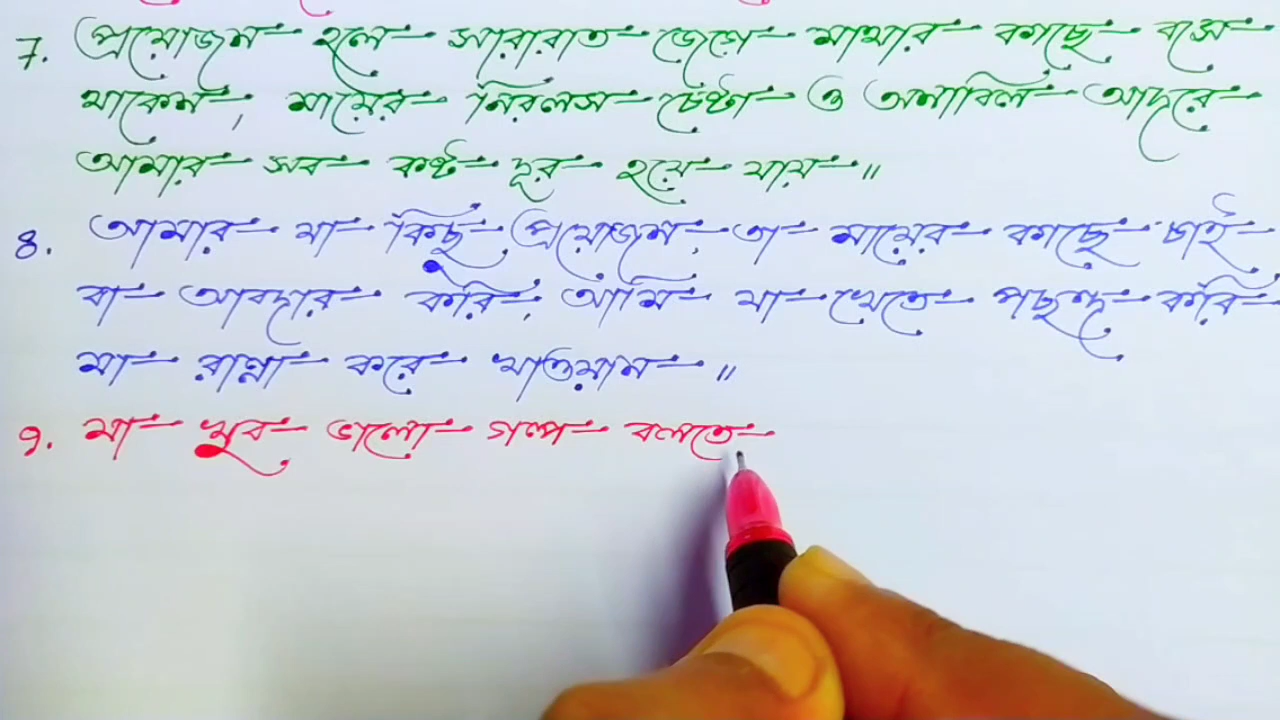 7. প্রয়োজন হলে সারারাত জেগে মাথার কাছে বসে
থাকেন, মায়ের নিরলস চেষ্টা ও অনাবিল আদরে
আমার সব কষ্ট দূর হয়ে যায়॥
8. আমার যা কিছু প্রয়োজন, তা মায়ের কাছে চাই
বা আবদার করি, আমি যা খেতে পছন্দ করি
মা রান্না করে খাওয়ান॥
9. মা খুব ভালো গল্প বলতে